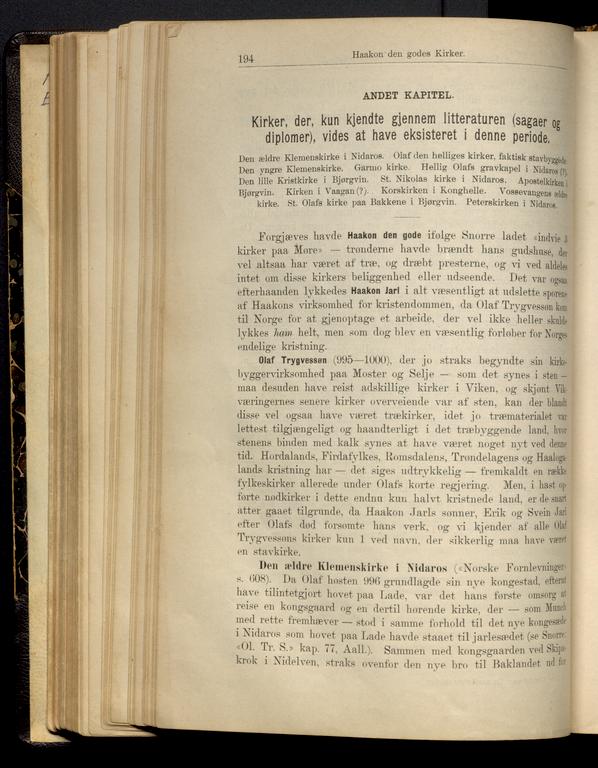 194
Haakon den godes Kirker.
ANDET KAPITEL.
Kirker, der, kun kjendte gjennem litteraturen (sagaer og
diplomer), vides at have eksisteret i denne periode.
Den ældre Klemenskirke i Nidaros. Olaf den helliges kirker, faktisk stavbyggede.
Den yngre Klemenskirke. Garmo kirke. Hellig Olafs gravkapel i Nidaros (?).
Den lille Kristkirke i Bjørgvin. St. Nikolas kirke i Nidaros. Apostelkirken i
Bjørgvin. Kirken i Vaagan (?). Korskirken i Konghelle. Vossevangens ældre
kirke. St. Olafs kirke paa Bakkene i Bjørgvin. Peterskirken i Nidaros.
Forgjæves havde Haakon den gode ifølge Snorre ladet «indvie 3
kirker paa Møre» — trønderne havde brændt hans gudshuse, der
vel altsaa har været af træ, og dræbt presterne, og vi ved aldeles
intet om disse kirkers beliggenhed eller udseende. Det var ogsaa
efterhaanden lykkedes Haakon Jarl i alt væsentligt at udslette sporene
af Haakons virksomhed for kristendommen, da Olaf Trygvessøn kom
til Norge for at gjenoptage et arbeide, der vel ikke heller skulde
lykkes ham helt, men som dog blev en væsentlig forløber for Norges
endelige kristning.
Olaf Trygvessøn (995—1000), der jo straks begyndte sin kirke-
byggervirksomhed paa Moster og Selje — som det synes i sten —
maa desuden have reist adskillige kirker i Viken, og skjønt Vik-
væringernes senere kirker overveiende var af sten, kan der blandt
disse vel ogsaa have været trækirker, idet jo træmaterialet var
lettest tilgjængeligt og haandterligt i det træbyggende land, hvor
stenens binden med kalk synes at have været noget nyt ved denne
tid. Hordalands, Firdafylkes, Romsdalens, Trøndelagens og Haaloga-
lands kristning har — det siges udtrykkelig — fremkaldt en række
fylkeskirker allerede under Olafs korte regjering. Men, i hast op-
førte nødkirker i dette endnu kun halvt kristnede land, er de snart
atter gaaet tilgrunde, da Haakon Jarls sønner, Erik og Svein Jarl
efter Olafs død forsømte hans verk, og vi kjender af alle Olaf
Trygvessøns kirker kun 1 ved navn, der sikkerlig maa have været
en stavkirke.
Den ældre Klemenskirke i Nidaros («Norske Fornlevninger»
s. 608). Da Olaf høsten 996 grundlagde sin nye kongestad, efterat
have tilintetgjort hovet paa Lade, var det hans første omsorg at
reise en kongsgaard og en dertil hørende kirke, der — som Munch
med rette fremhæver — stod i samme forhold til det nye kongesæde
i Nidaros som hovet paa Lade havde staaet til jarlesædet (se Snorre:
«Ol. Tr. S.» kap. 77, Aall.). Sammen med kongsgaarden ved Skipa-
krok i Nidelven, straks ovenfor den nye bro til Baklandet ud for